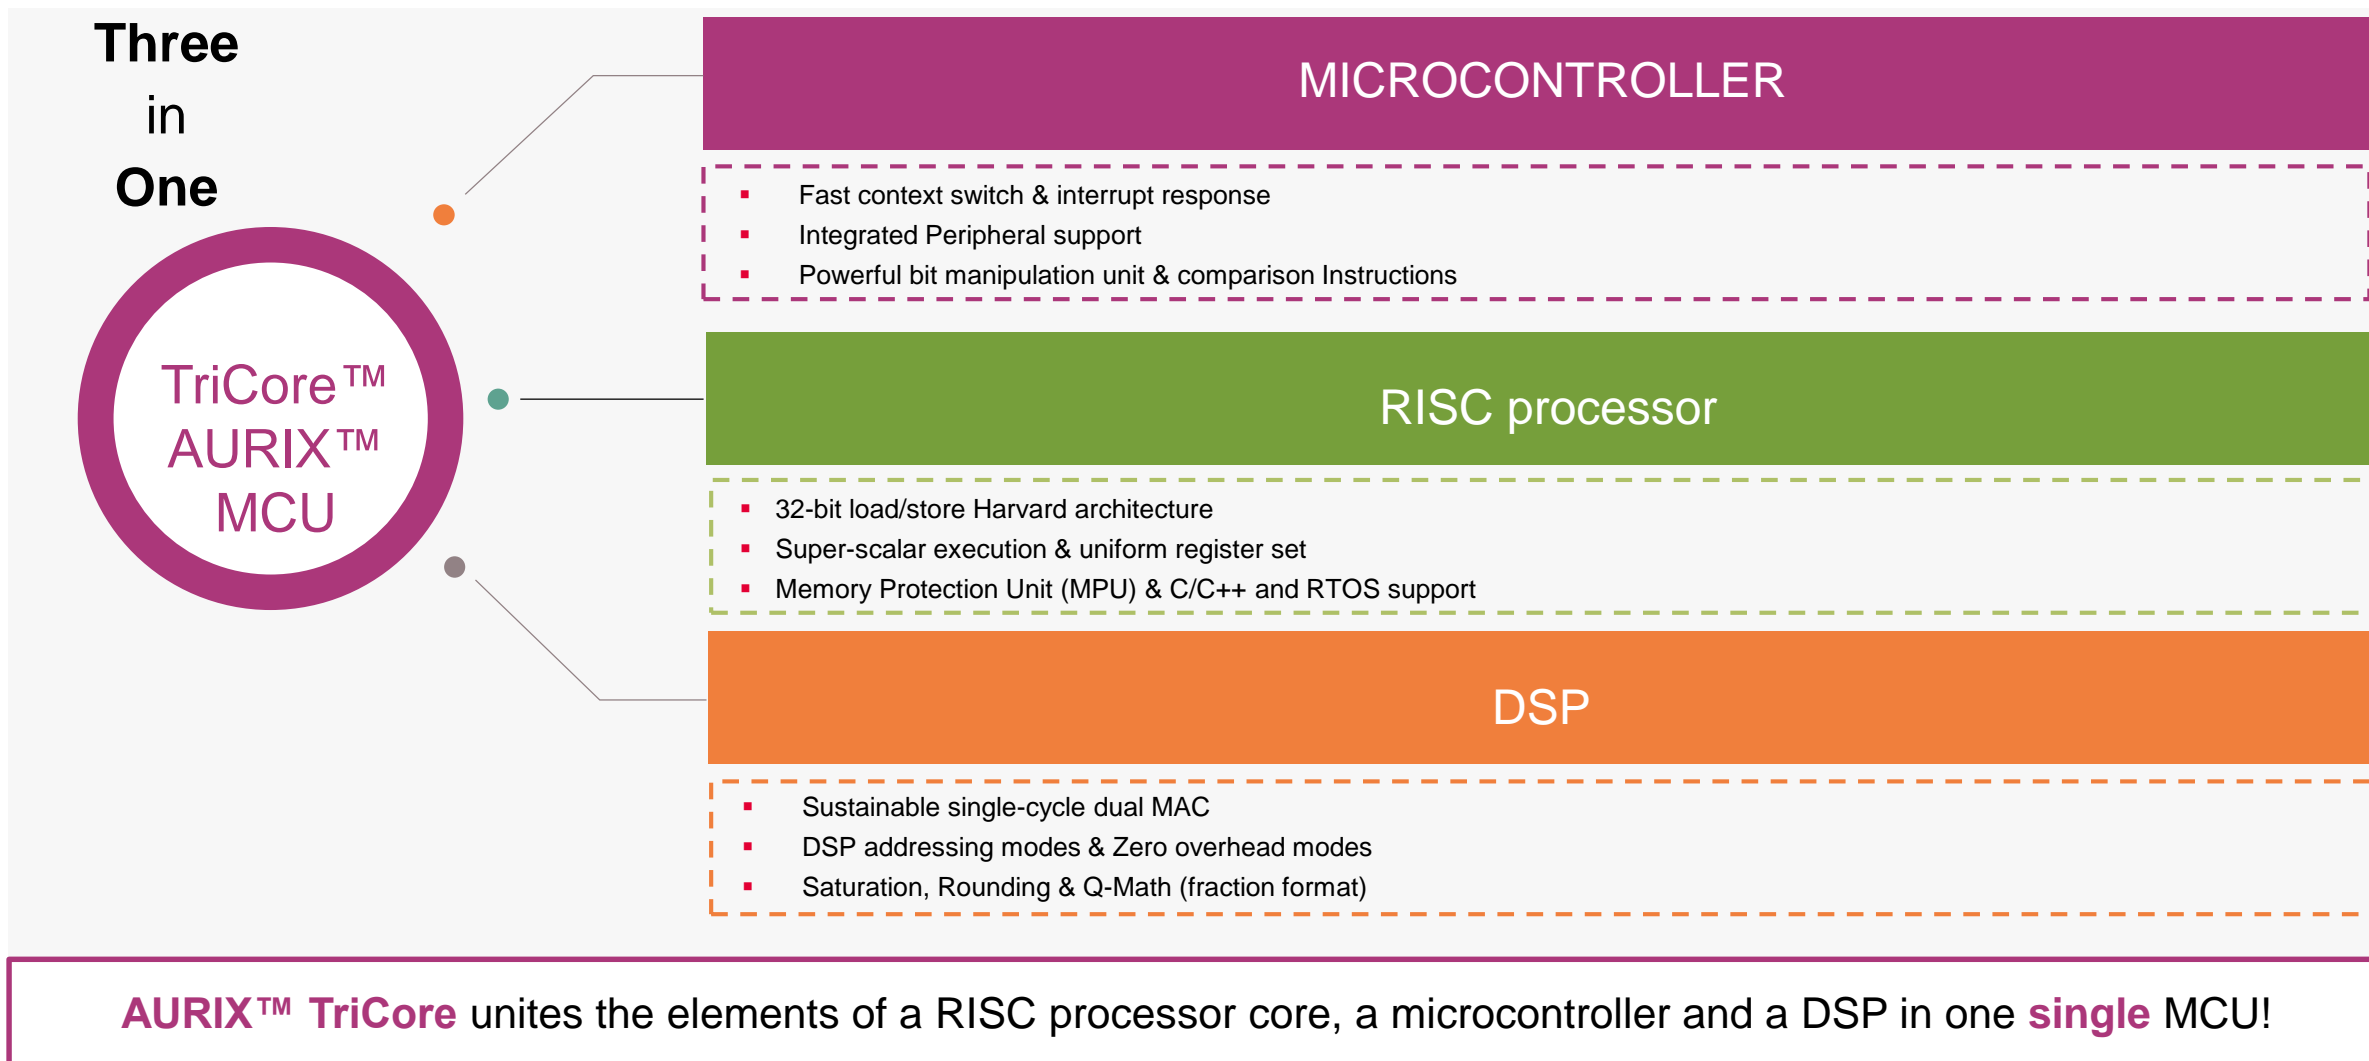 Three
in
One
TriCore™
AURIX™
MCU
MICROCONTROLLER
▪ Fast context switch & interrupt response
▪ Integrated Peripheral support
▪ Powerful bit manipulation unit & comparison Instructions
RISC processor
▪ 32-bit load/store Harvard architecture
▪ Super-scalar execution & uniform register set
▪ Memory Protection Unit (MPU) & C/C++ and RTOS support
DSP
▪ Sustainable single-cycle dual MAC
▪ DSP addressing modes & Zero overhead modes
▪ Saturation, Rounding & Q-Math (fraction format)
AURIX™ TriCore unites the elements of a RISC processor core, a microcontroller and a DSP in one single MCU!